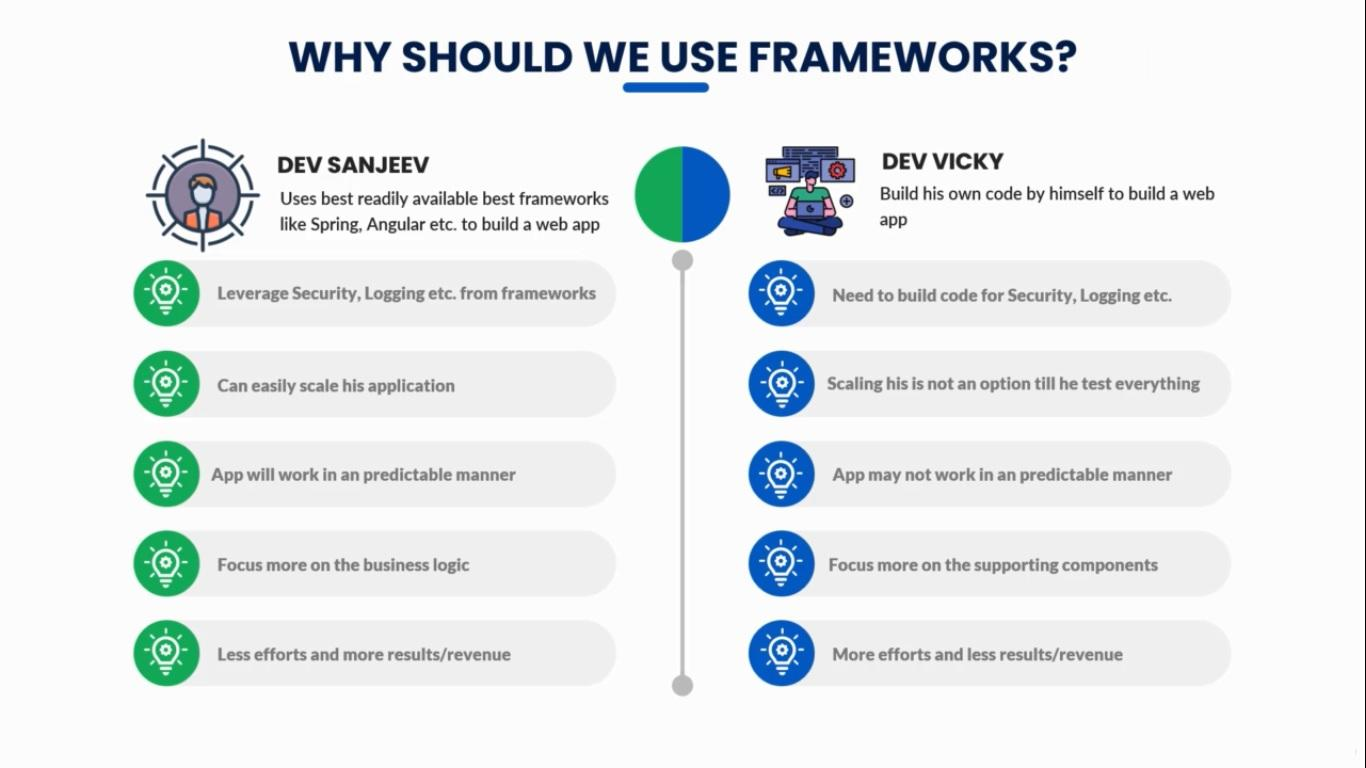 WHY SHOULD WE USE FRAMEWORKS?
DEV SANJEEV
Uses best readily available best frameworks
like Spring, Angular etc. to build a web app
Leverage Security, Logging etc. from frameworks
Can easily scale his application
App will work in an predictable manner
Focus more on the business logic
Less efforts and more results/revenue
DEV VICKY
Build his own code by himself to build a web
app
Need to build code for Security, Logging etc.
Scaling his is not an option till he test everything
App may not work in an predictable manner
Focus more on the supporting components
More efforts and less results/revenue